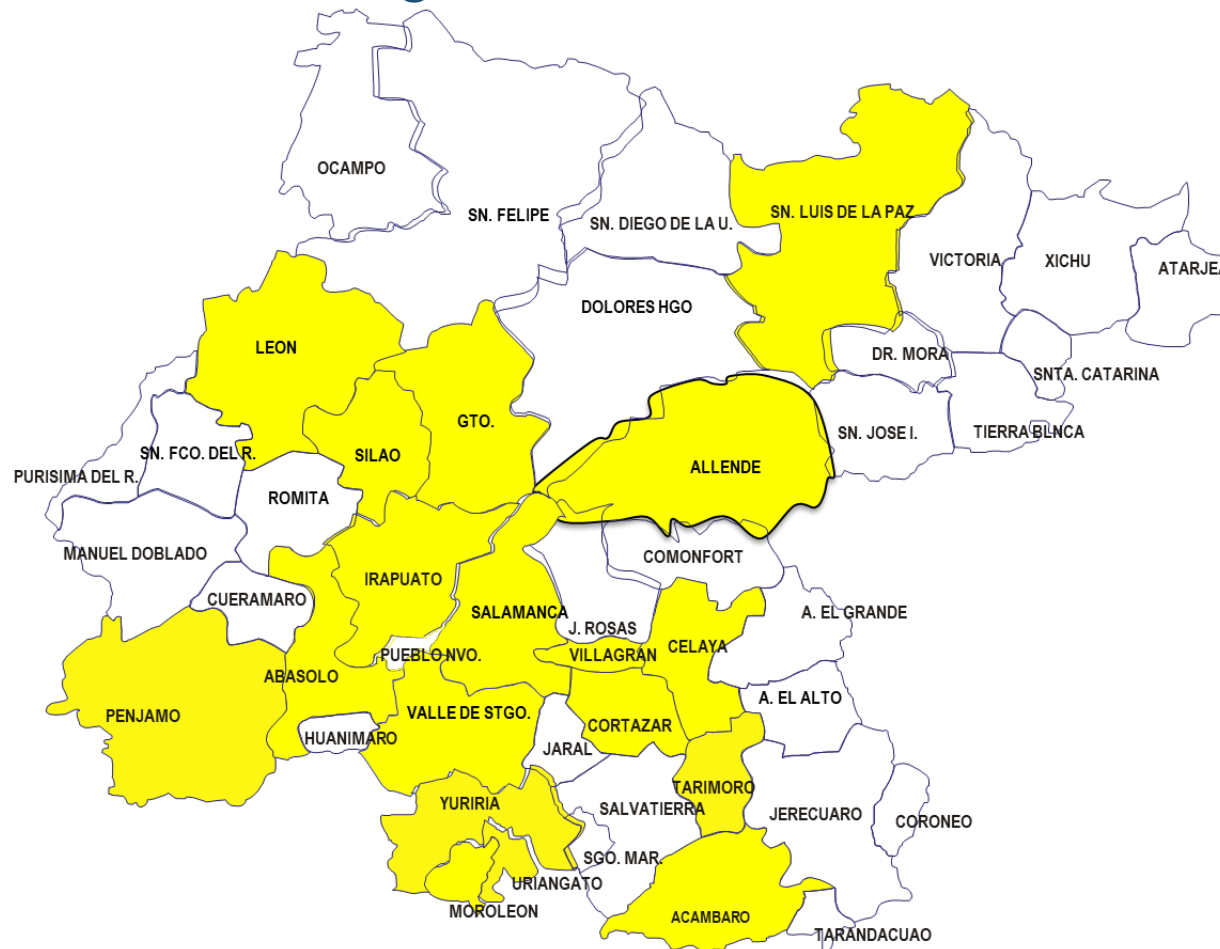 OCAMPO
SN. FELIPE
SN. DIEGO DE LA U.
SN. LUIS DE LA PAZ
VICTORIA
XICHU
ATARJEA
DOLORES HGO
LEON
DR. MORA
SNTA. CATARINA
GTO.
SN. JOSE I.
TIERRA BLNCA
SN. FCO. DEL R.
SILAO
ALLENDE
PURISIMA DEL R.
ROMITA
MANUEL DOBLADO
COMONFORT
IRAPUATO
CUERAMARO
SALAMANCA
A. EL GRANDE
J. ROSAS
PUEBLO NVO.
VILLAGRAN
CELAYA
ABASOLO
A. EL ALTO
PENJAMO
VALLE DE STGO.
CORTAZAR
HUANIMARO
JARAL
TARIMORO
YURIRIA
SALVATIERRA
JERECUARO
CORONEO
SGO. MAR.
URIANGATO
MOROLEON
ACAMBARO
TARANDACUAO